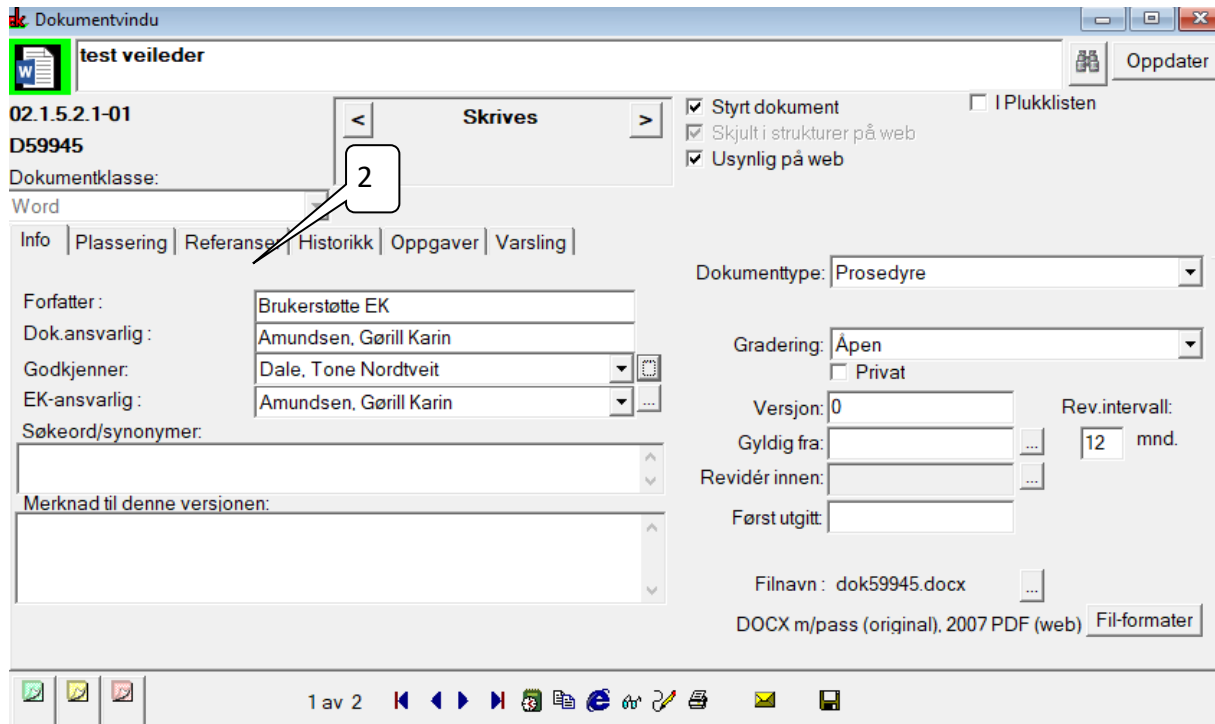 Dokumentvindu
test veileder
Oppdater
02.1.5.2.1-01
D59945
Dokumentklasse:
Word
< Skrives >
Styrt dokument
I Plukklisten
Skjult i strukturer på web
Usynlig på web
2
Info Plassering Referanser Historikk Oppgaver Varsling
Forfatter : Brukerstøtte EK
Dok.ansvarlig : Amundsen, Gørill Karin
Godkjenner: Dale, Tone Nordtveit
EK-ansvarlig : Amundsen, Gørill Karin ...
Søkeord/synonymer:
Merknad til denne versjonen:
Dokumenttype: Prosedyre
Gradering: Åpen
Privat
Versjon: 0
Rev.intervall:
Gyldig fra: ...
12 mnd.
Revidér innen: ...
Først utgitt:
Filnavn : dok59945.docx ...
DOCX m/pass (original), 2007 PDF (web) Fil-formater
1 av 2